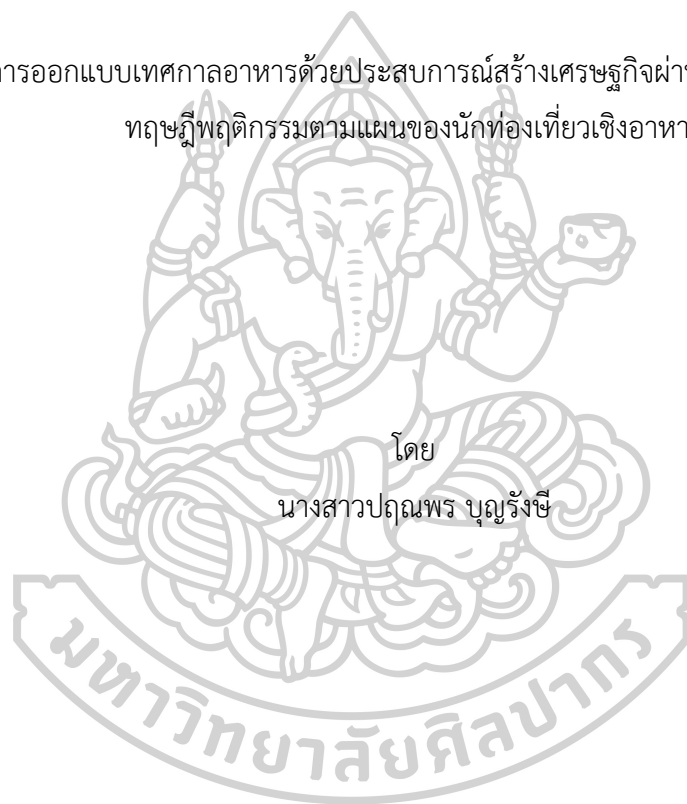 การออกแบบเทศกาลอาหารด้วยประสบการณ์สร้างเศรษฐกิจผ่าน
ทฤษฎีพฤติกรรมตามแผนของนักท่องเที่ยวเชิงอาหาร
โดย
นางสาวปฤณพร บุญรังษี
มหาวิทยาลัยศิลปากร